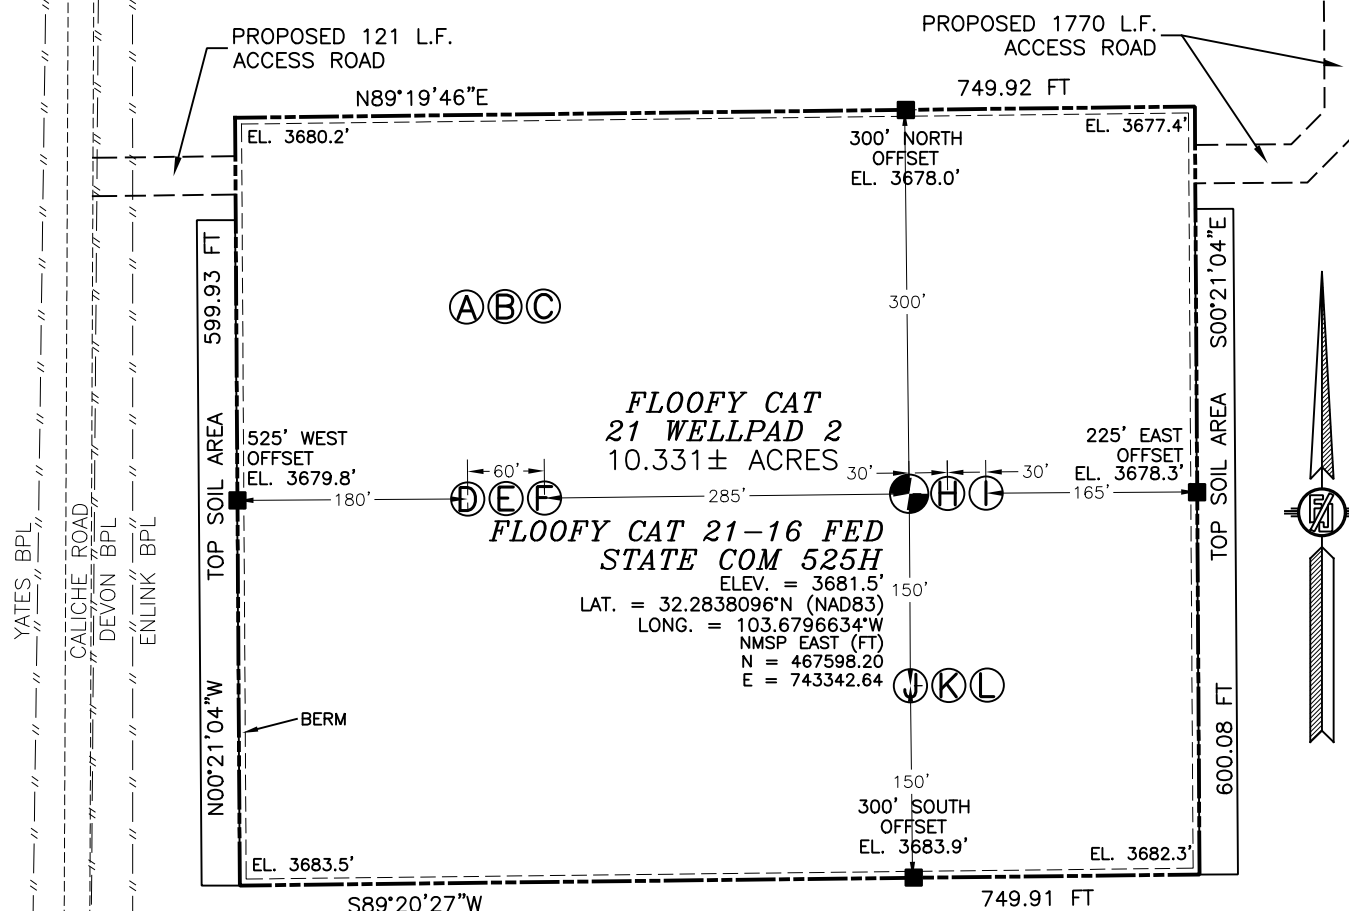 PROPOSED 121 L.F.
ACCESS ROAD
PROPOSED 1770 L.F.
ACCESS ROAD
N89°19'46"E
749.92 FT
EL. 3680.2'
300' NORTH
OFFSET
EL. 3678.0'
EL. 3677.4'
599.93 FT
S00°21'04"E
300'
A
B
C
FLOOFY CAT
21 WELLPAD 2
10.331± ACRES
525' WEST
OFFSET
EL. 3679.8'
225' EAST
OFFSET
EL. 3678.3'
TOP SOIL AREA
TOP SOIL AREA
60'
30'
30'
180'
D
E
F
285'
H
I
165'
FLOOFY CAT 21-16 FED
STATE COM 525H
ELEV. = 3681.5'
LAT. = 32.2838096°N (NAD83)
LONG. = 103.6796634°W
NMSP EAST (FT)
N = 467598.20
E = 743342.64
150'
YATES BPL
CALICHE ROAD
DEVON BPL
ENLINK BPL
J
K
L
N00°21'04"W
BERM
600.08 FT
150'
300' SOUTH
OFFSET
EL. 3683.9'
EL. 3683.5'
EL. 3682.3'
S89°20'27"W
749.91 FT